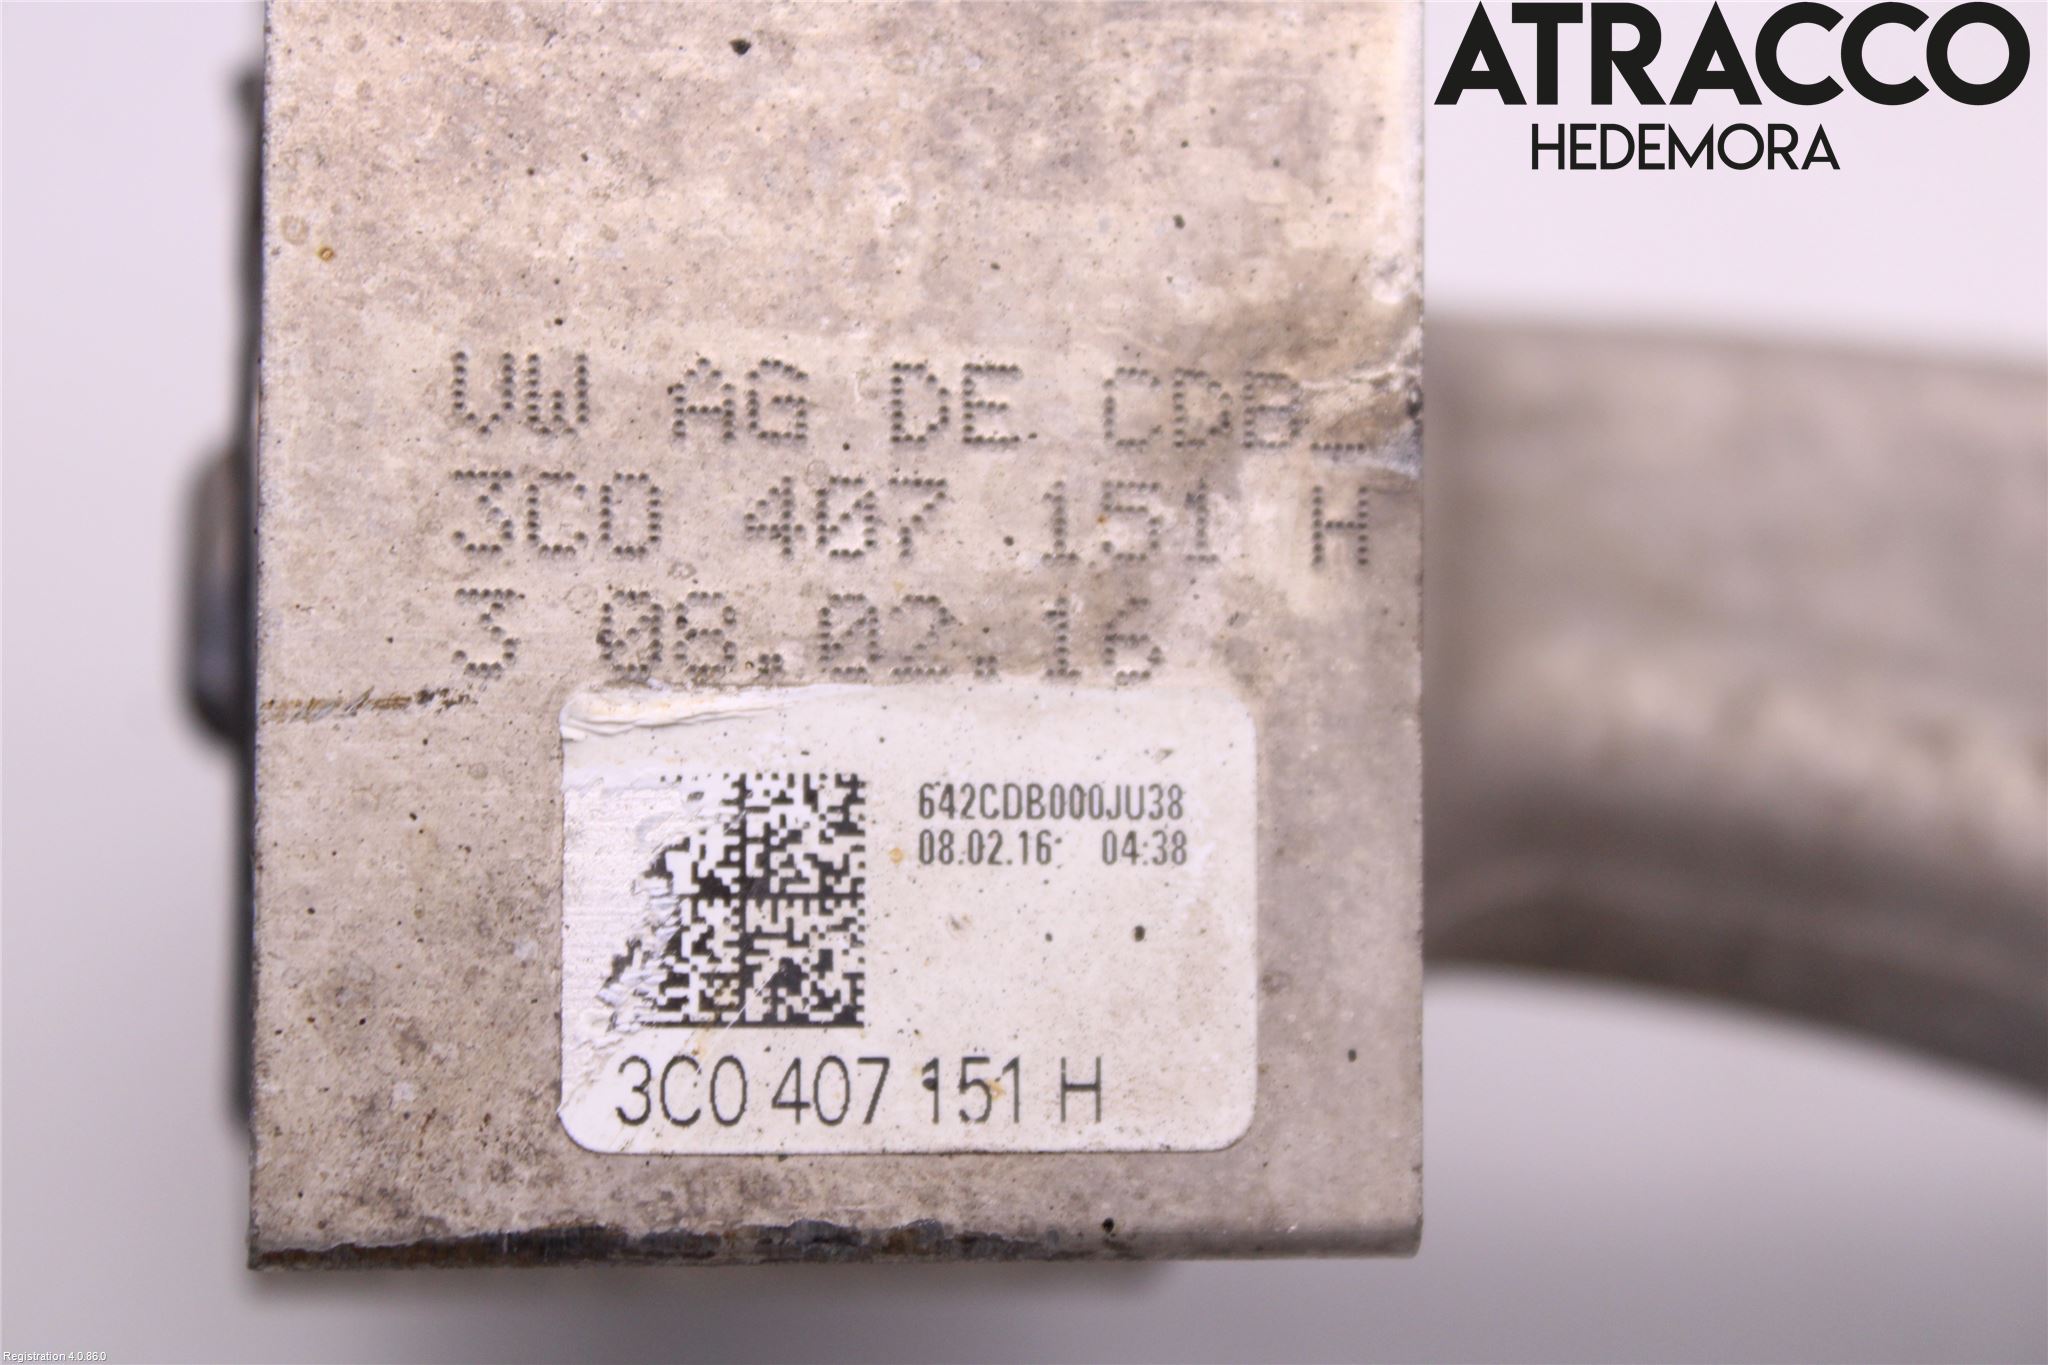 ATRACCO
HEDEMORA
VW AG DE CDB_
3C0 407 151 H
3 08.02.16
642CDB000JU38
08.02.16 04:38
3C0 407 151 H
Registration 4.0.86.0